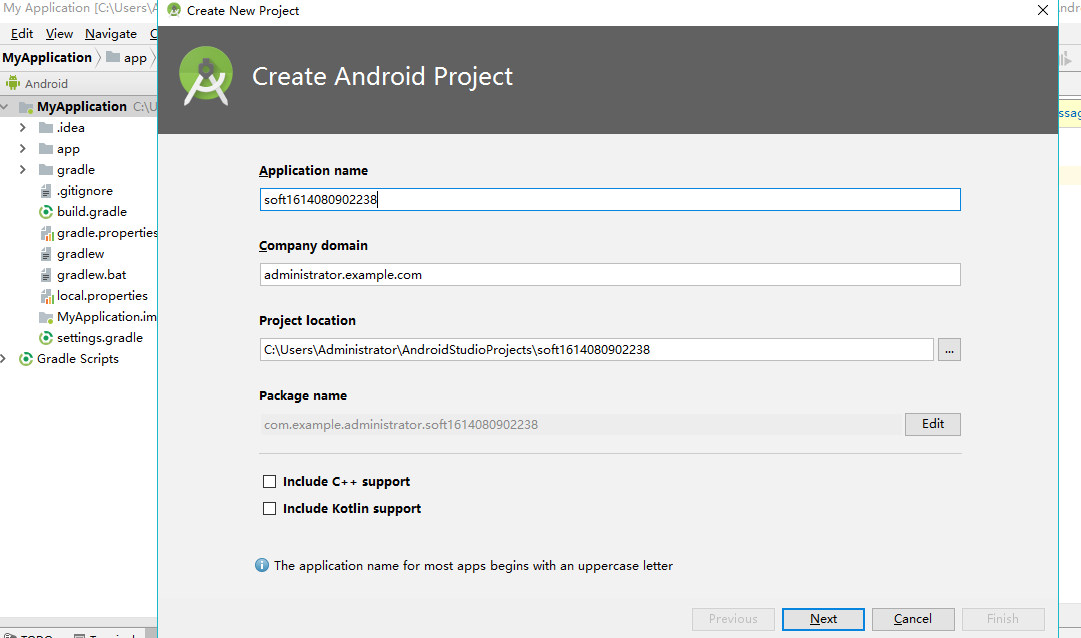 My Application [C:\Users\A
Create New Project
Edit View Navigate
MyApplication app
Android
MyApplication C:\U
.idea
app
gradle
.gitignore
build.gradle
gradle.properties
gradlew
gradlew.bat
local.properties
MyApplication.im
settings.gradle
Gradle Scripts
Create Android Project
Application name
soft1614080902238
Company domain
administrator.example.com
Project location
C:\Users\Administrator\AndroidStudioProjects\soft1614080902238
...
Package name
com.example.administrator.soft1614080902238
Edit
Include C++ support
Include Kotlin support
The application name for most apps begins with an uppercase letter
Previous Next Cancel Finish